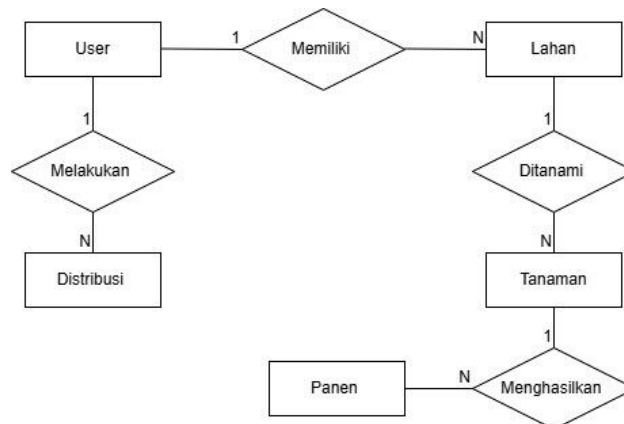 User
1
Memiliki
N
Lahan
1
1
Melakukan
Ditanami
N
N
Distribusi
Tanaman
1
Panen
N
Menghasilkan